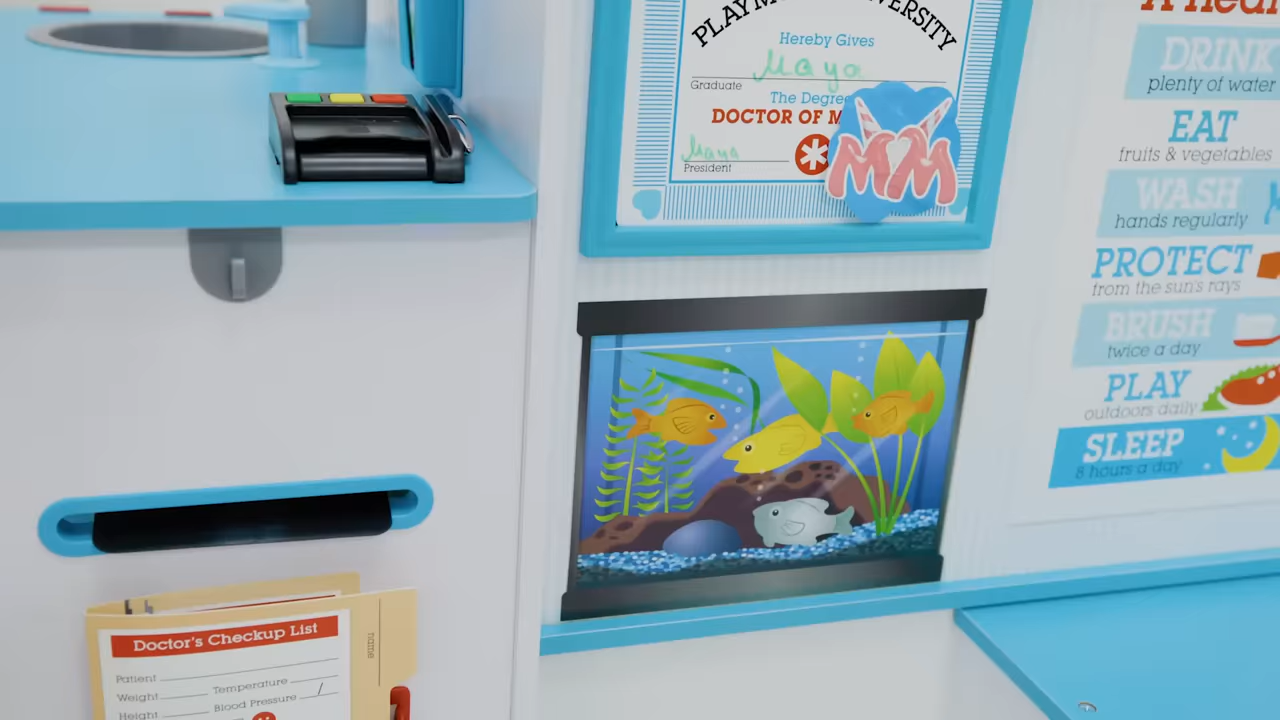 Hereby Gives
Maya
Graduate
The Degree
DOCTOR OF M
Maya
President
MM
DRINK
plenty of water
EAT
fruits & vegetables
WASH
hands regularly
PROTECT
from the sun's rays
BRUSH
twice a day
PLAY
outdoors daily
SLEEP
8 hours a day
Doctor's Checkup List
name
Patient
Weight
Temperature
Height
Blood Pressure /